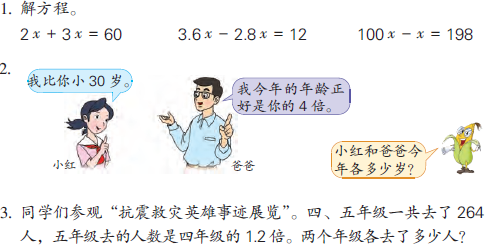 1. 解方程。
2x + 3x = 60 3.6x − 2.8x = 12 100x − x = 198
2.
我比你小 30 岁。
我今年的年龄正
好是你的 4 倍。
小红
爸爸
小红和爸爸今
年各多少岁?
3. 同学们参观“抗震救灾英雄事迹展览”。四、五年级一共去了 264
人，五年级去的人数是四年级的 1.2 倍。两个年级各去了多少人?